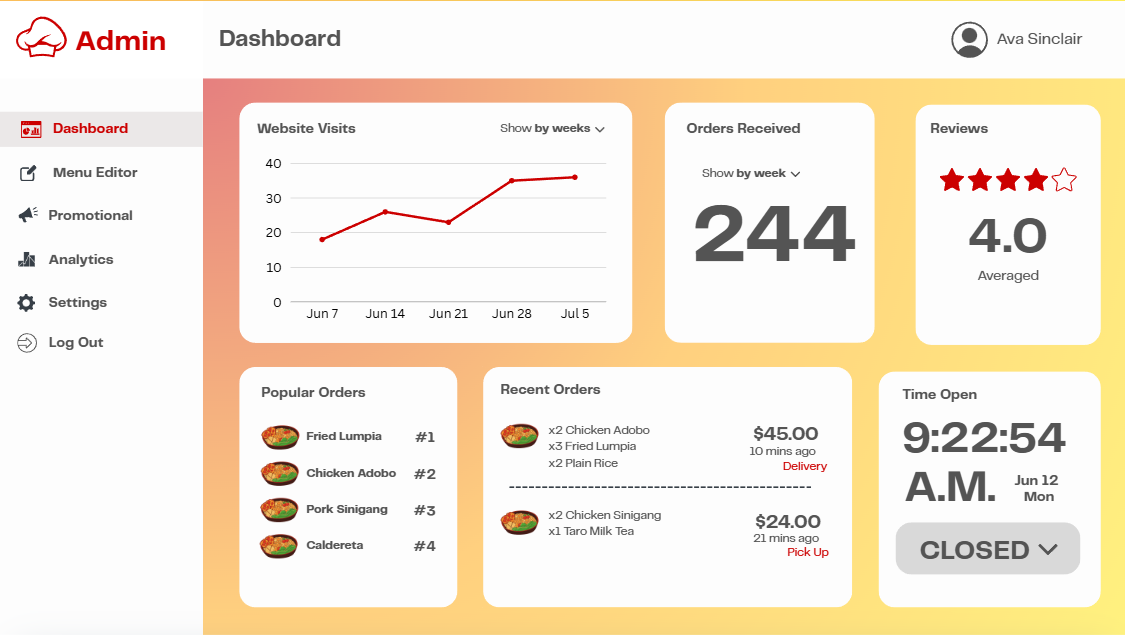 Admin
Dashboard
Ava Sinclair
Dashboard
Menu Editor
Promotional
Analytics
Settings
Log Out
Website Visits
Show by weeks
40
30
20
10
0
Jun 7 Jun 14 Jun 21 Jun 28 Jul 5
Orders Received
Show by week
244
Reviews
4.0
Averaged
Popular Orders
Fried Lumpia #1
Chicken Adobo #2
Pork Sinigang #3
Caldereta #4
Recent Orders
x2 Chicken Adobo
x3 Fried Lumpia
x2 Plain Rice
$45.00
10 mins ago
Delivery
x2 Chicken Sinigang
x1 Taro Milk Tea
$24.00
21 mins ago
Pick Up
Time Open
9:22:54
A.M.
Jun 12
Mon
CLOSED